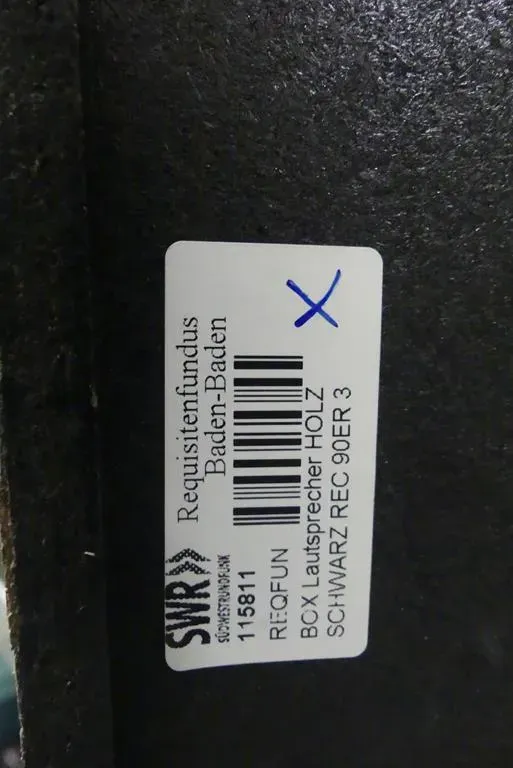 SWR»
SÜDWESTRUNDFUNK
Requisitenfundus
Baden-Baden
115811
REQFUN
BOX Lautsprecher HOLZ
SCHWARZ REC 90ER 3
X